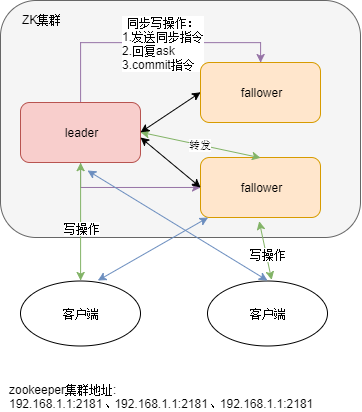 ZK集群
同步写操作：
1.发送同步指令
2.回复ask
3.commit指令
fallower
leader
转发
fallower
写操作
写操作
客户端
客户端
zookeeper集群地址:
192.168.1.1:2181、192.168.1.1:2181、192.168.1.1:2181